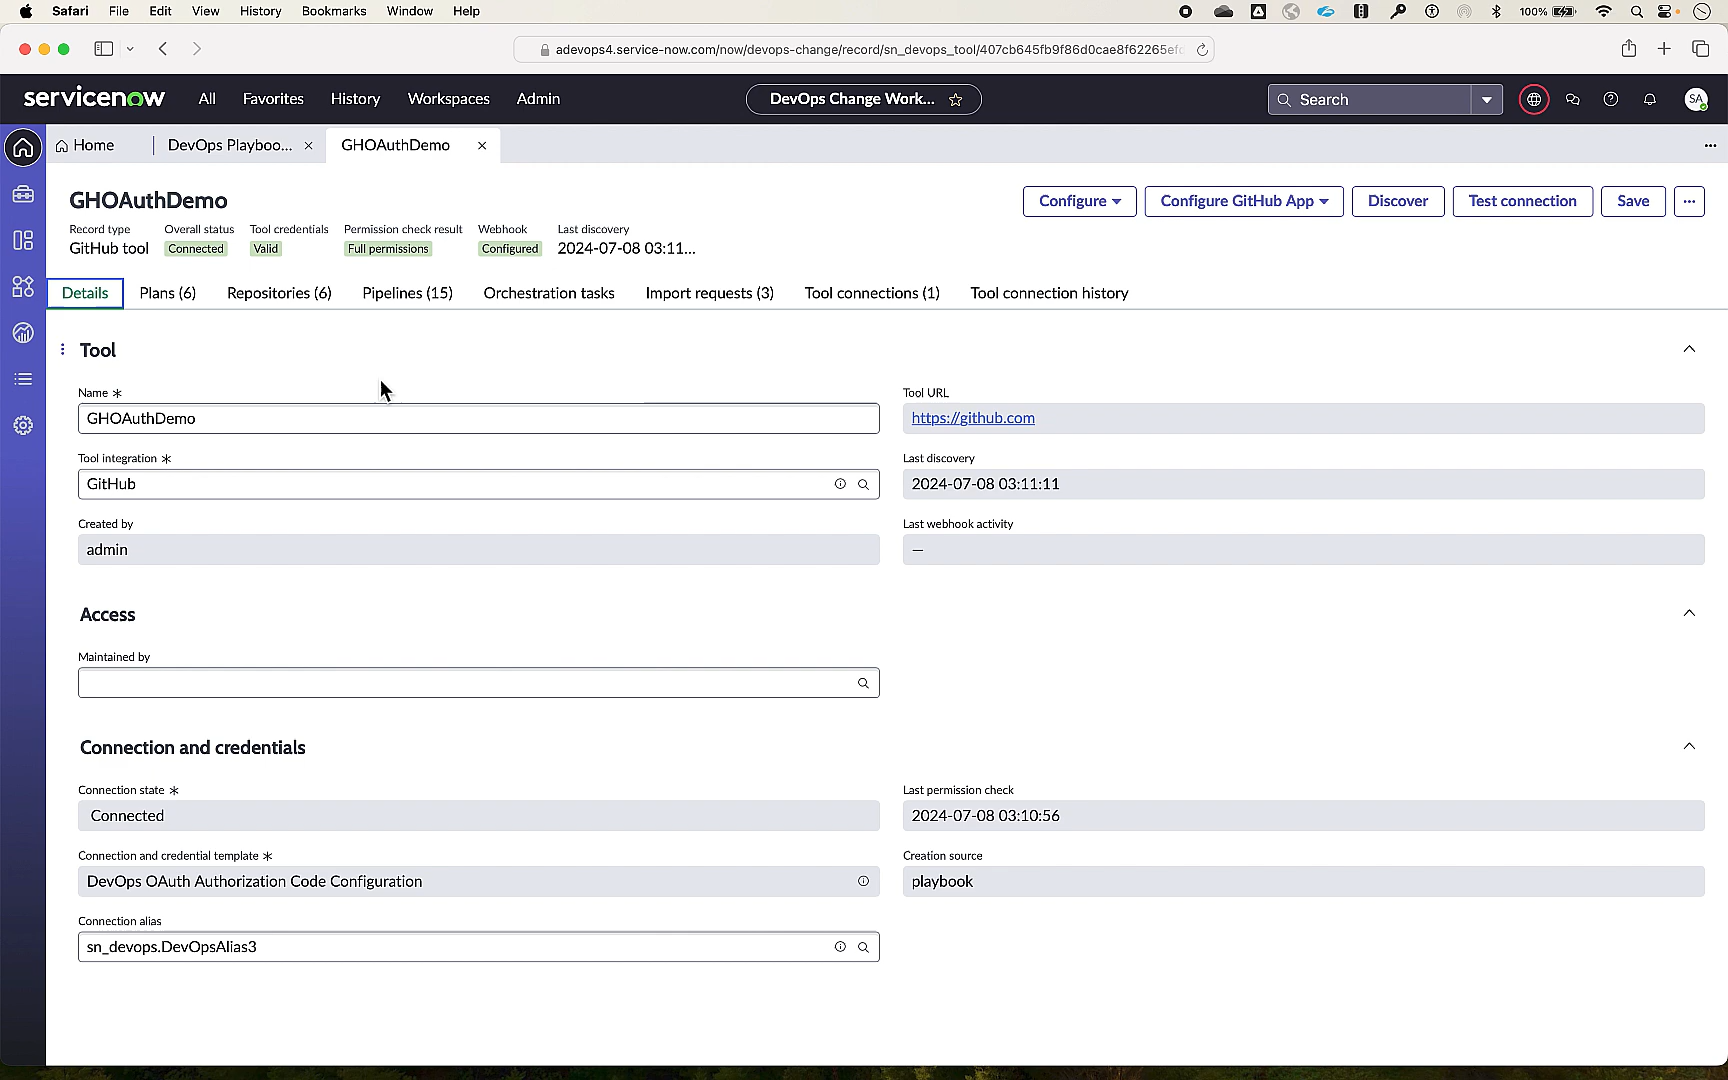 Safari File Edit View History Bookmarks Window Help 100%
adevops4.service-now.com/now/devops-change/record/sn_devops_tool/407cb645fb9f86d0cae8f62265ef
servicenow All Favorites History Workspaces Admin DevOps Change Work... Search SA
Home DevOps Playboo... GHOAuthDemo
GHOAuthDemo
Configure Configure GitHub App Discover Test connection Save
Record type Overall status Tool credentials Permission check result Webhook Last discovery
GitHub tool Connected Valid Full permissions Configured 2024-07-08 03:11...
Details Plans (6) Repositories (6) Pipelines (15) Orchestration tasks Import requests (3) Tool connections (1) Tool connection history
Tool
Name * Tool URL
GHOAuthDemo https://github.com
Tool integration * Last discovery
GitHub 2024-07-08 03:11:11
Created by Last webhook activity
admin —
Access
Maintained by
Connection and credentials
Connection state * Last permission check
Connected 2024-07-08 03:10:56
Connection and credential template * Creation source
DevOps OAuth Authorization Code Configuration playbook
Connection alias
sn_devops.DevOpsAlias3